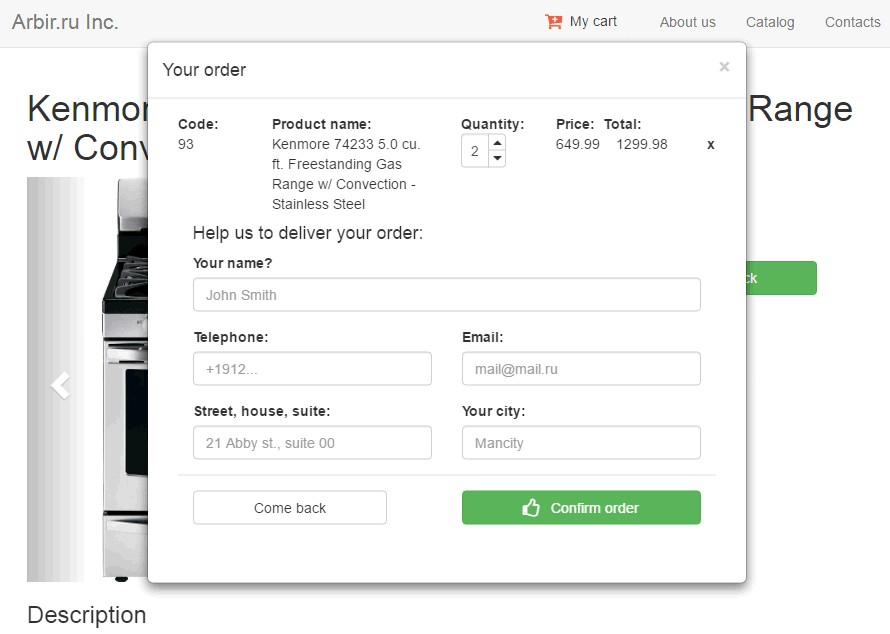 Arbir.ru Inc.
My cart
About us
Catalog
Contacts
Your order
×
Kenmor
Range
w/ Conv
Code:
Product name:
Quantity:
Price:
Total:
93
Kenmore 74233 5.0 cu.
ft. Freestanding Gas
Range w/ Convection -
Stainless Steel
2
649.99
1299.98
x
Help us to deliver your order:
Your name?
John Smith
ck
Telephone:
Email:
+1912...
mail@mail.ru
Street, house, suite:
Your city:
21 Abby st., suite 00
Mancity
Come back
Confirm order
Description